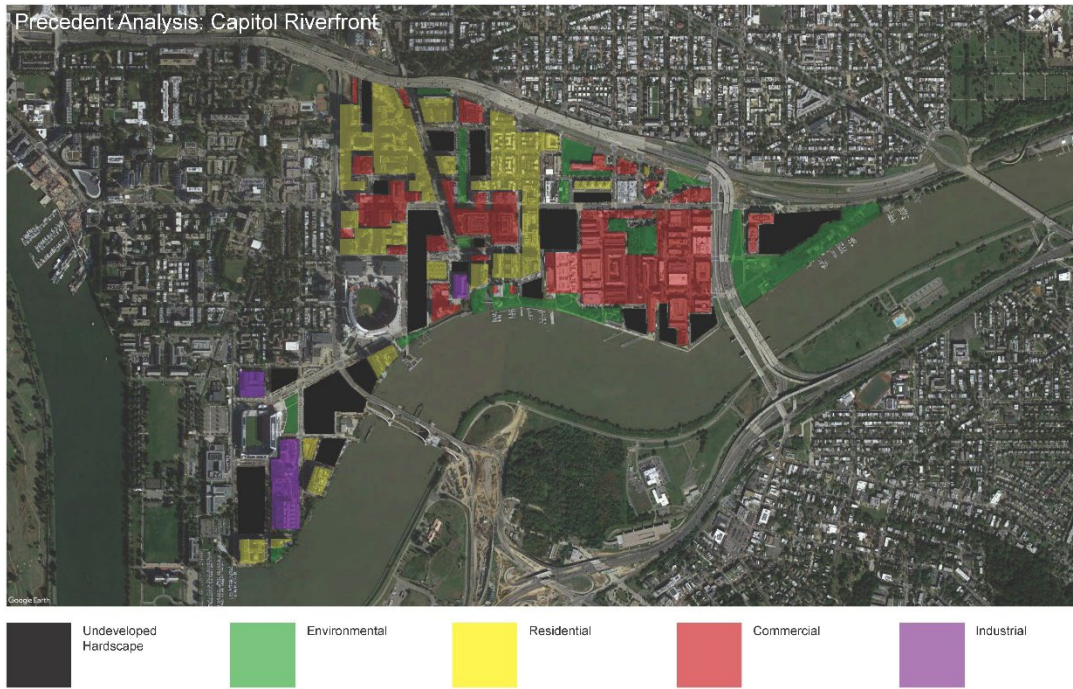 Precedent Analysis: Capitol Riverfront
Google Earth
Undeveloped
Hardscape
Environmental
Residential
Commercial
Industrial